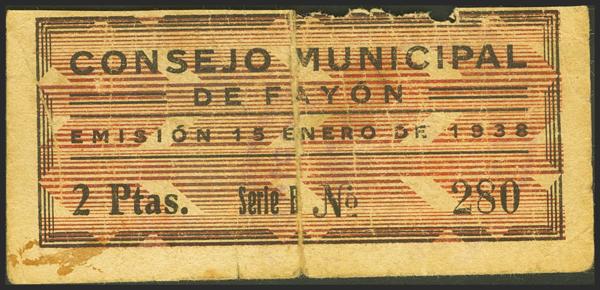 CONSEJO MUNICIPAL
DE FAYÓN
EMISIÓN 15 ENERO DE 1938
2 Ptas. Serie B Nº 280